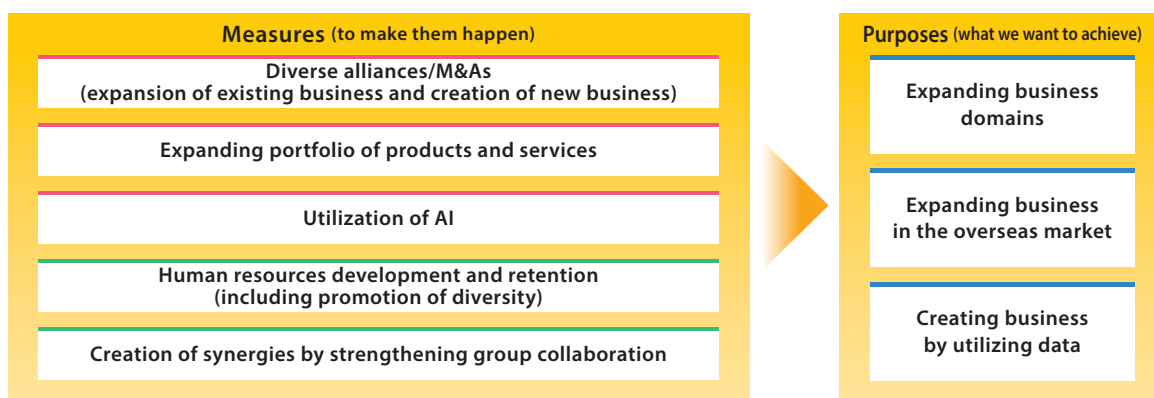 Measures (to make them happen)
Diverse alliances/M&As
(expansion of existing business and creation of new business)
Expanding portfolio of products and services
Utilization of AI
Human resources development and retention
(including promotion of diversity)
Creation of synergies by strengthening group collaboration
Purposes (what we want to achieve)
Expanding business
domains
Expanding business
in the overseas market
Creating business
by utilizing data